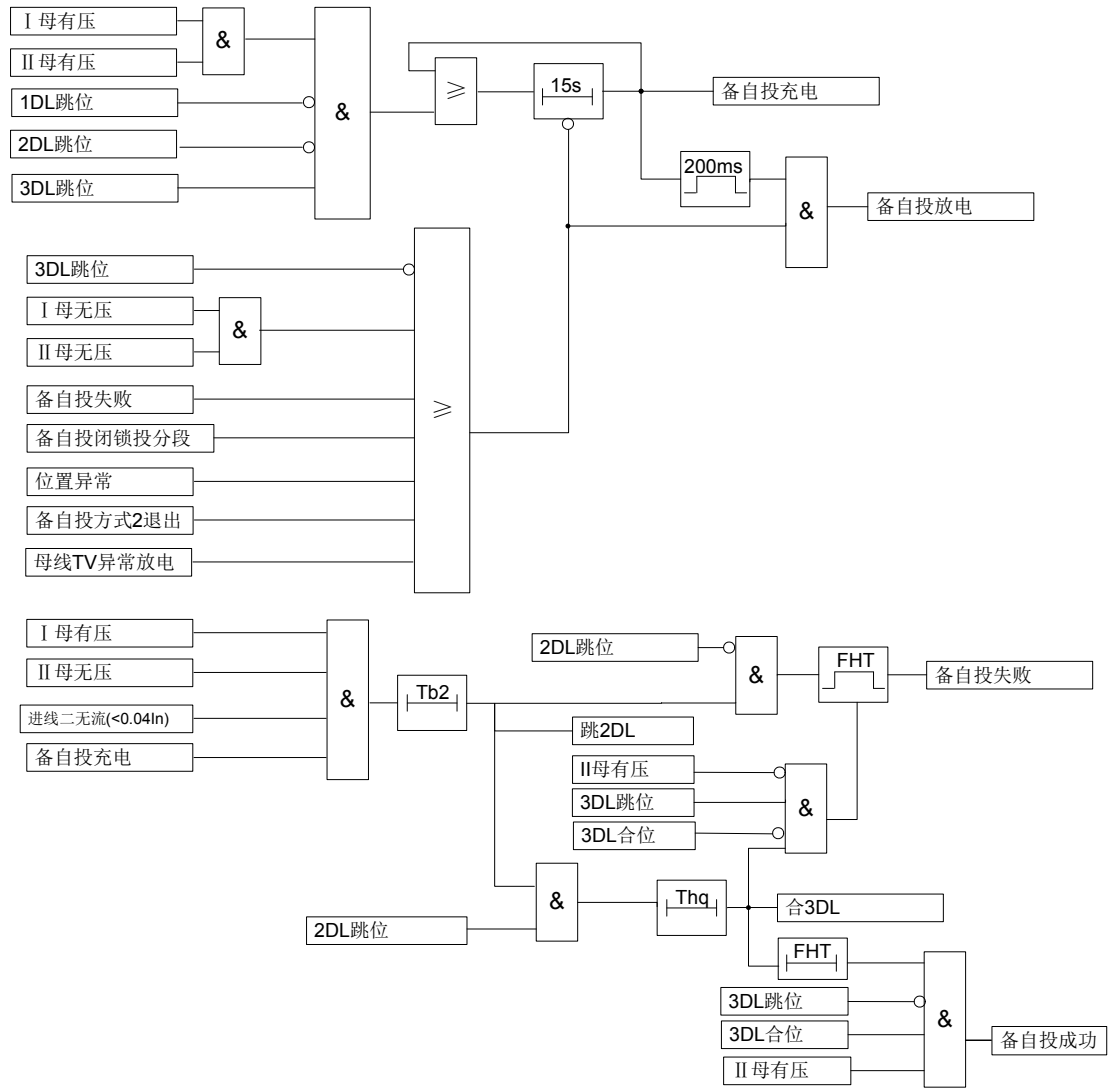 Ⅰ母有压
&
Ⅱ母有压
1DL跳位
2DL跳位
3DL跳位
&
≥
15s
备自投充电
200ms
&
备自投放电
3DL跳位
Ⅰ母无压
&
Ⅱ母无压
备自投失败
备自投闭锁投分段
位置异常
备自投方式2退出
母线TV异常放电
≥
Ⅰ母有压
Ⅱ母无压
进线二无流(<0.04In)
备自投充电
&
Tb2
2DL跳位
&
FHT
备自投失败
跳2DL
II母有压
3DL跳位
3DL合位
&
2DL跳位
&
Thq
合3DL
FHT
3DL跳位
3DL合位
Ⅱ母有压
&
备自投成功